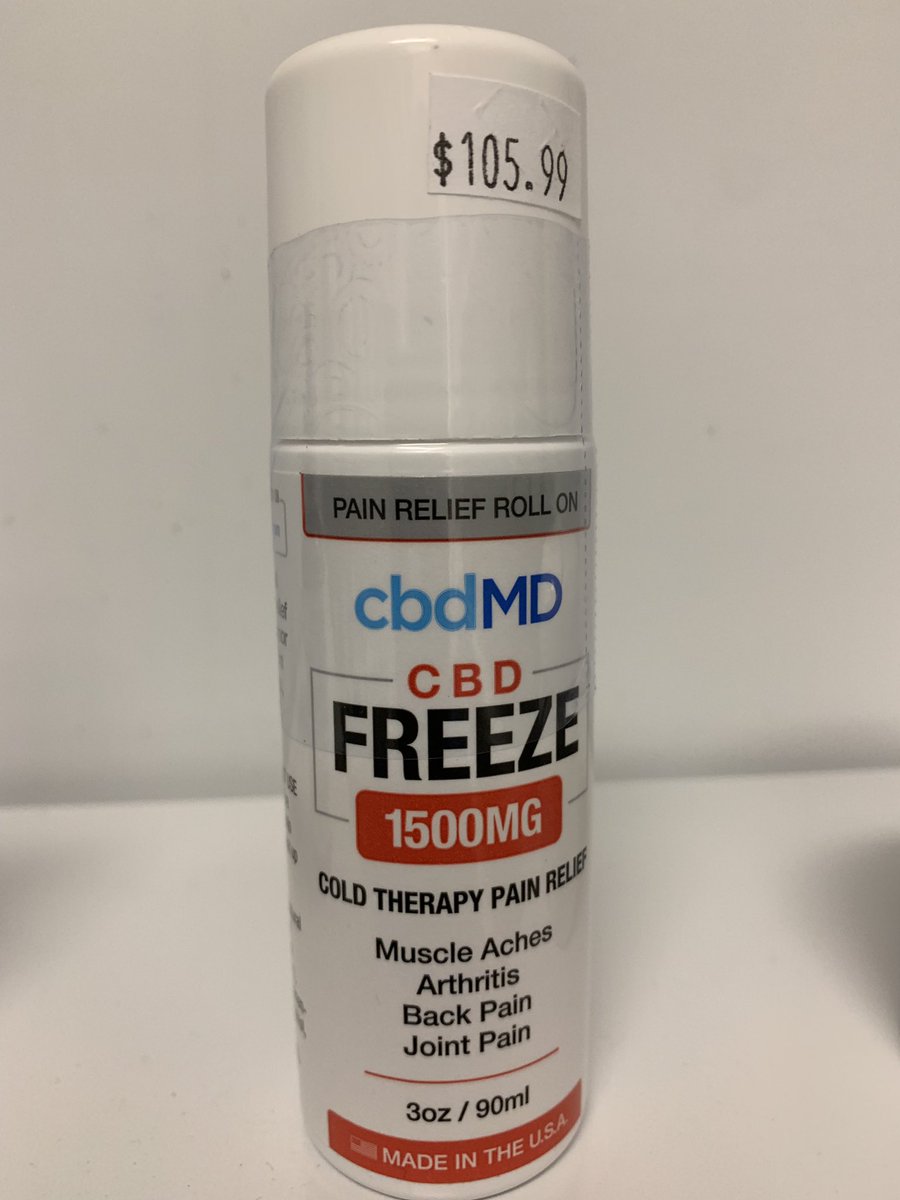 $105.99
PAIN RELIEF ROLL ON
cbdMD
CBD
FREEZE
1500MG
COLD THERAPY PAIN RELIEF
Muscle Aches
Arthritis
Back Pain
Joint Pain
3oz / 90ml
MADE IN THE U.S.A.